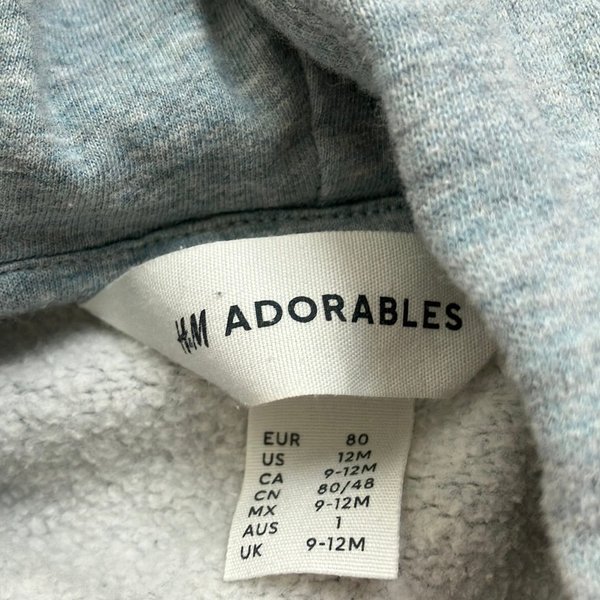 H&M ADORABLES
EUR 80
US 12M
CA 9-12M
CN 80/48
MX 9-12M
AUS 1
UK 9-12M